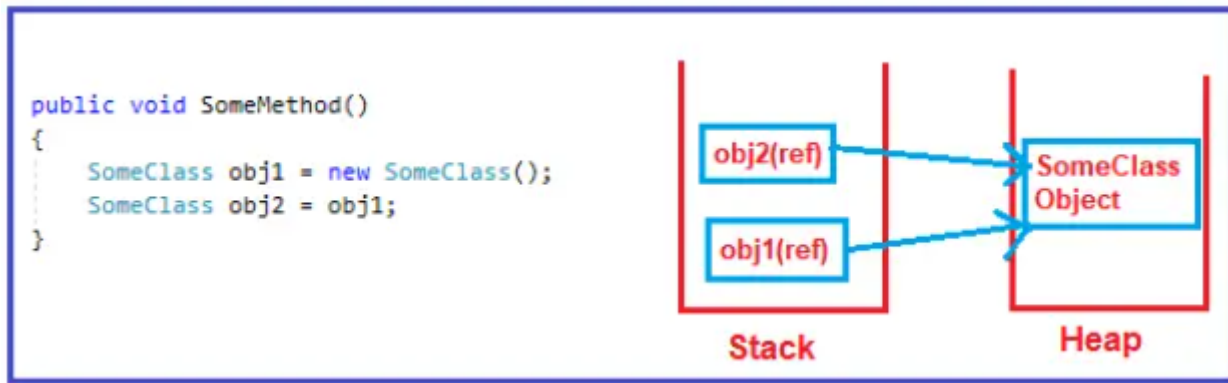 public void SomeMethod()
{
SomeClass obj1 = new SomeClass();
SomeClass obj2 = obj1;
}
obj2(ref)
obj1(ref)
Stack
SomeClass
Object
Heap